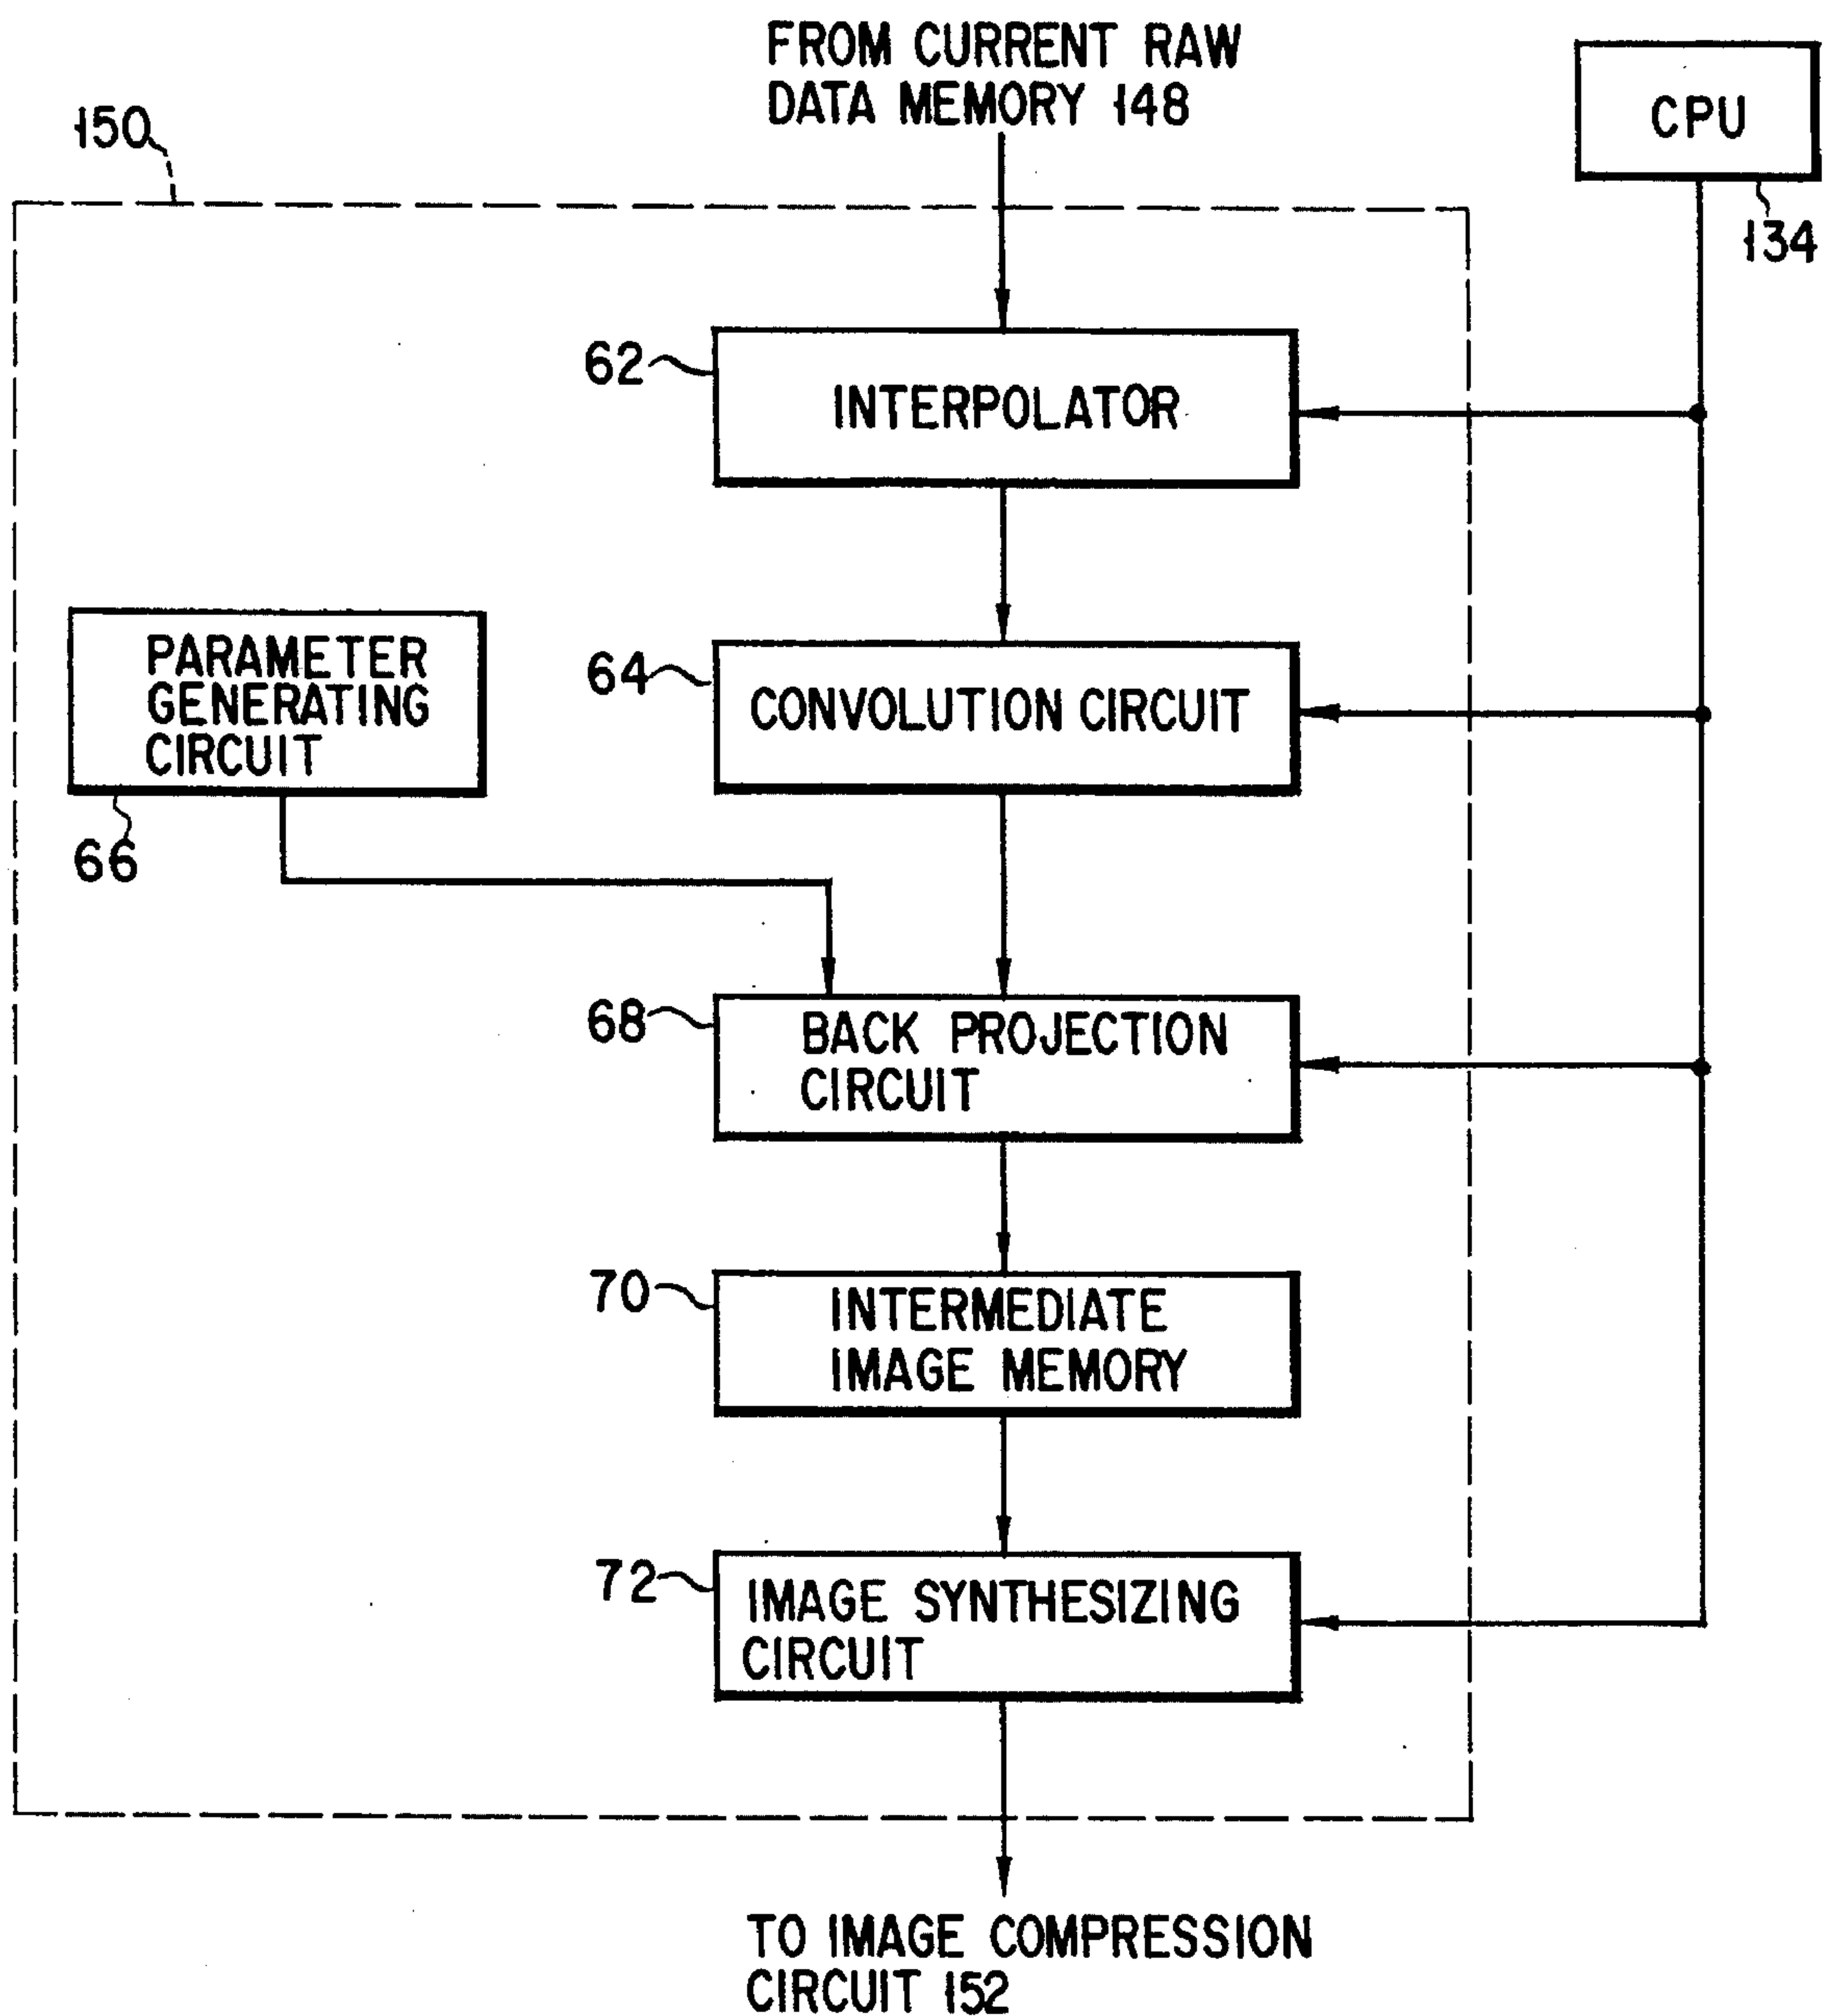 FROM CURRENT RAW
DATA MEMORY 148
CPU
134
150
62
INTERPOLATOR
PARAMETER
GENERATING
CIRCUIT
66
64
CONVOLUTION CIRCUIT
68
BACK PROJECTION
CIRCUIT
70
INTERMEDIATE
IMAGE MEMORY
72
IMAGE SYNTHESIZING
CIRCUIT
TO IMAGE COMPRESSION
CIRCUIT 152